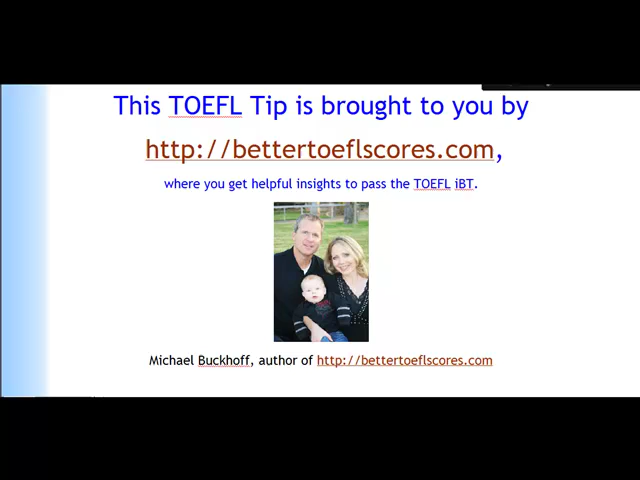 This TOEFL Tip is brought to you by
http://bettertoeflscores.com,
where you get helpful insights to pass the TOEFL iBT.
Michael Buckhoff, author of http://bettertoeflscores.com